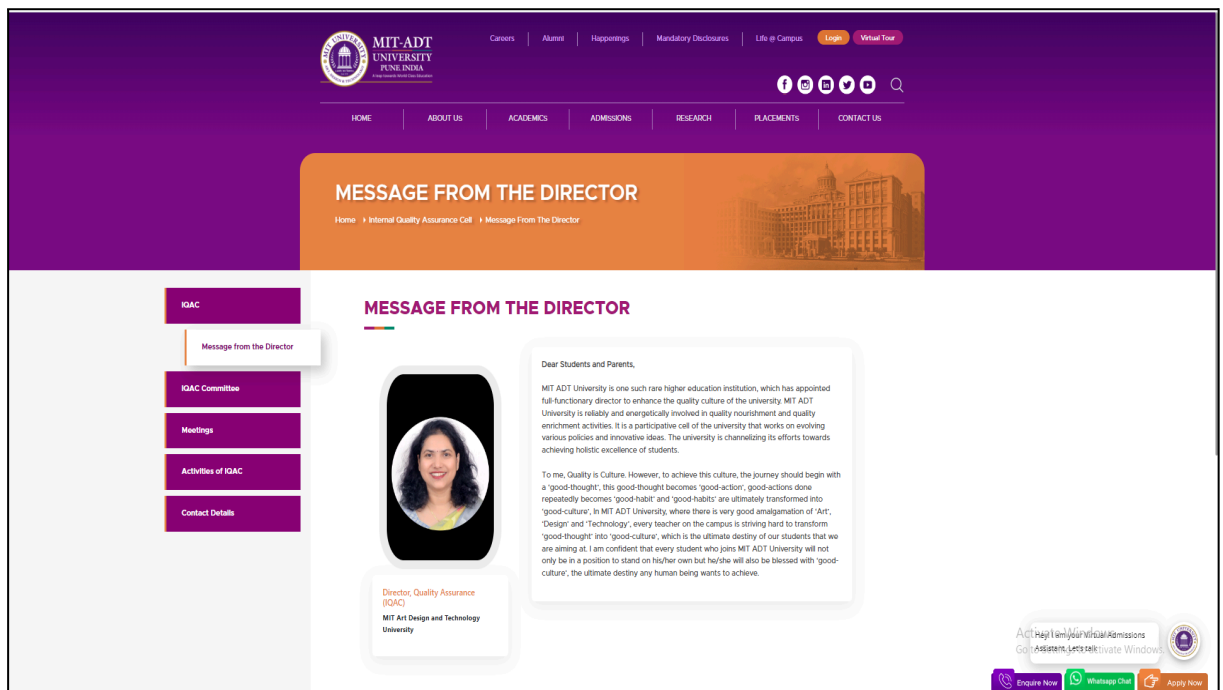 MIT-ADT
UNIVERSITY
PUNE, INDIA
A leap towards World Class Education
Careers
Alumni
Happenings
Mandatory Disclosures
Life @ Campus
Login
Virtual Tour
HOME
ABOUT US
ACADEMICS
ADMISSIONS
RESEARCH
PLACEMENTS
CONTACT US
MESSAGE FROM THE DIRECTOR
Home
Internal Quality Assurance Cell
Message From The Director
IQAC
Message from the Director
IQAC Committee
Meetings
Activities of IQAC
Contact Details
MESSAGE FROM THE DIRECTOR
Director, Quality Assurance
(IQAC)
MIT Art Design and Technology
University
Dear Students and Parents,
MIT ADT University is one such rare higher education institution, which has appointed
full-functionary director to enhance the quality culture of the university. MIT ADT
University is reliably and energetically involved in quality nourishment and quality
enrichment activities. It is a participative cell of the university that works on evolving
various policies and innovative ideas. The university is channelizing its efforts towards
achieving holistic excellence of students.
To me, Quality is Culture. However, to achieve this culture, the journey should begin with
a 'good-thought', this good-thought becomes 'good-action', good-actions done
repeatedly becomes 'good-habit' and 'good-habits' are ultimately transformed into
'good-culture', In MIT ADT University, where there is very good amalgamation of 'Art',
'Design' and 'Technology', every teacher on the campus is striving hard to transform
'good-thought' into 'good-culture', which is the ultimate destiny of our students that we
are aiming at. I am confident that every student who joins MIT ADT University will not
only be in a position to stand on his/her own but he/she will also be blessed with 'good-
culture', the ultimate destiny any human being wants to achieve.
Hey! I am your Virtual Admissions
Assistant, Let's talk
Activate Windows
Enquire Now
Whatsapp Chat
Apply Now